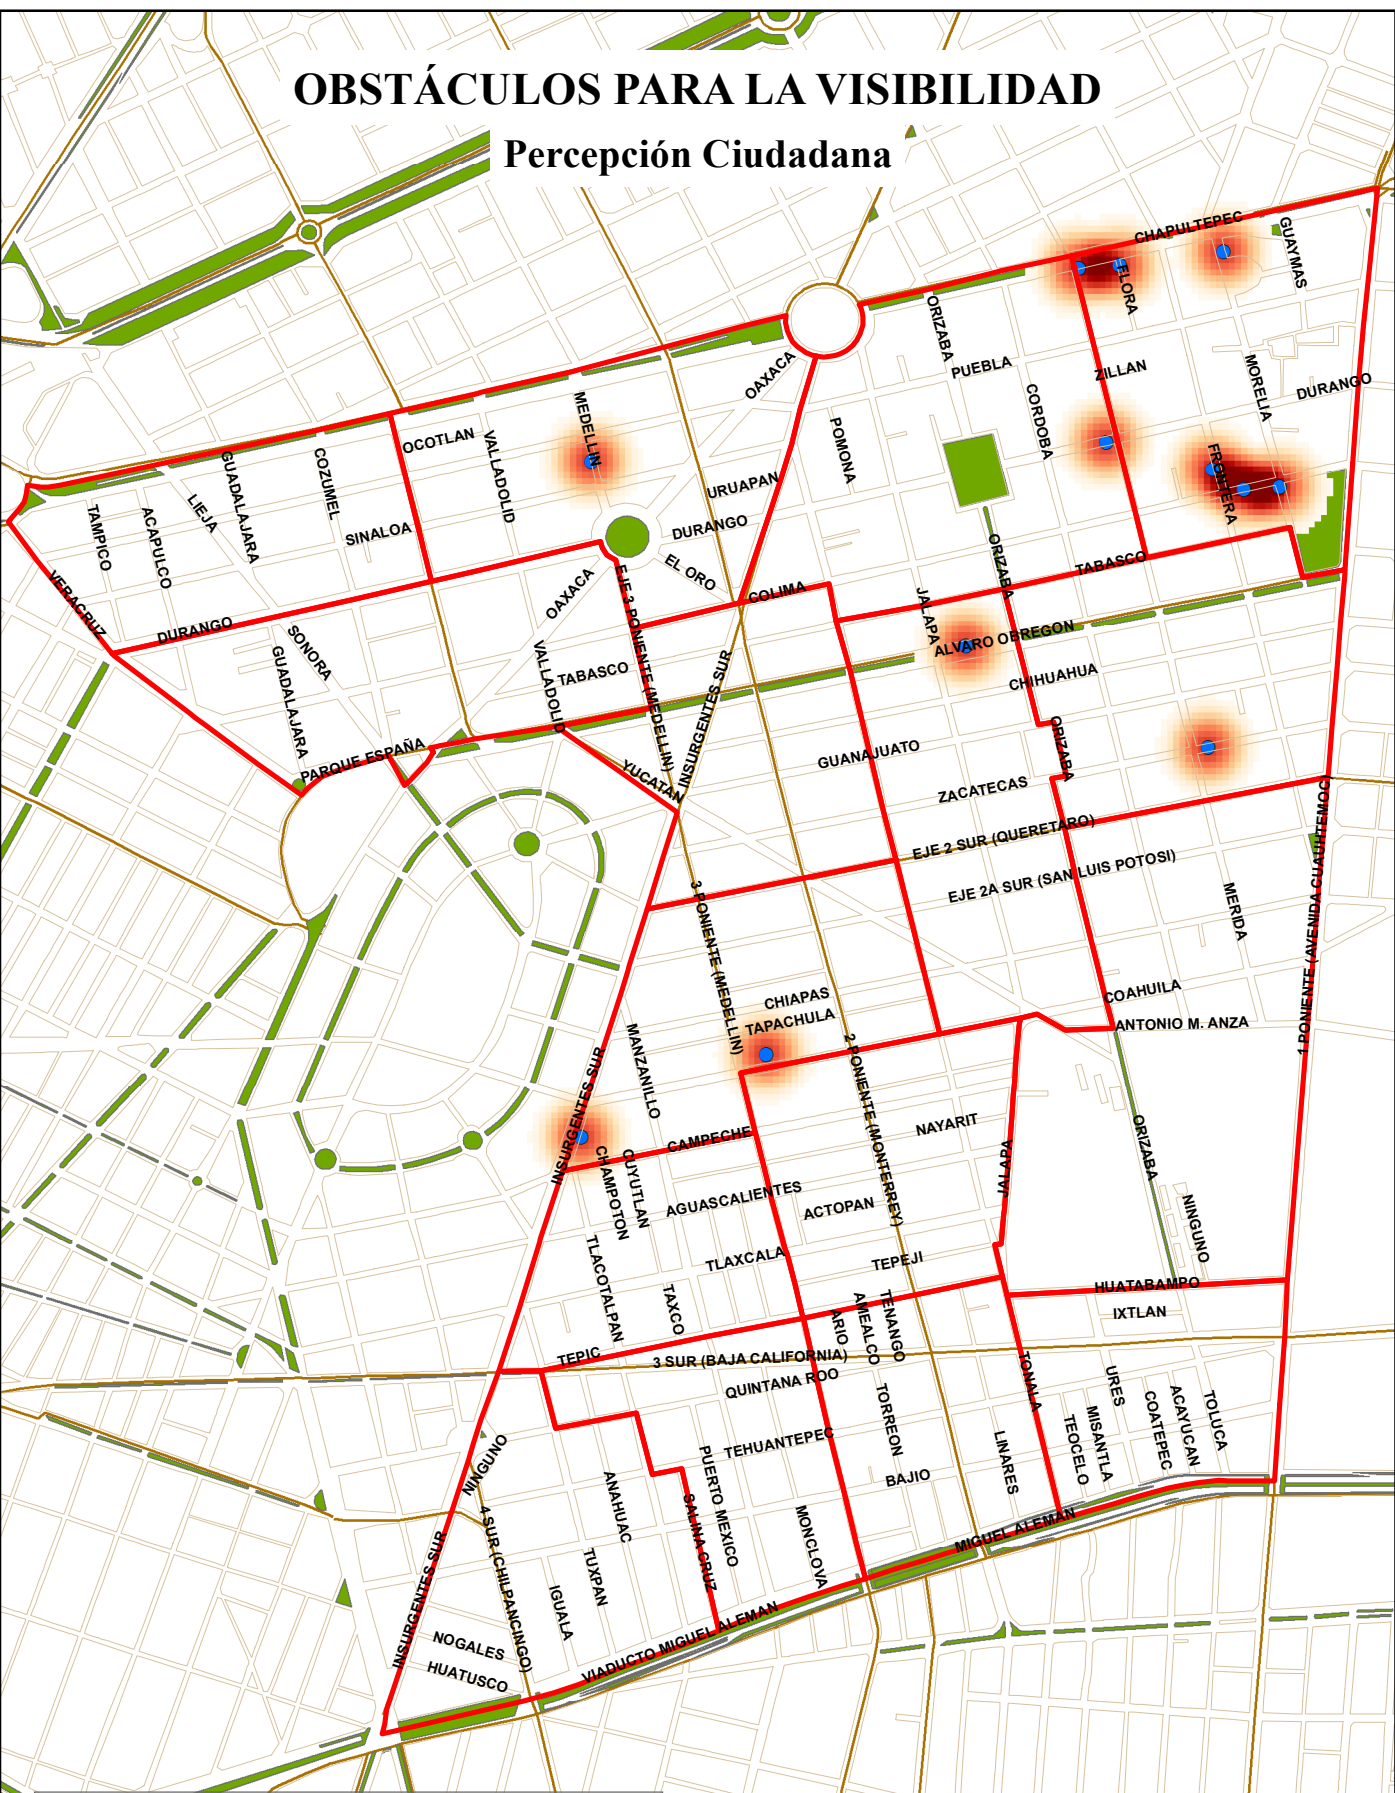 OBSTÁCULOS PARA LA VISIBILIDAD
Percepción Ciudadana
CHAPULTEPEC
GUAYMAS
FLORA
ORIZABA
OAXACA
PUEBLA
ZILLAN
MORELIA
DURANGO
CORDOBA
MEDELLIN
POMONA
OCOTLAN
VALLADOLID
COZUMEL
GUADALAJARA
LIEJA
TAMPICO
ACAPULCO
SINALOA
URUAPAN
DURANGO
FRONTERA
EL ORO
OAXACA
ORIZABA
TABASCO
VERACRUZ
COLIMA
JALAPA
EJE 3 PONIENTE (MEDELLIN)
DURANGO
SONORA
ALVARO OBREGON
GUADALAJARA
VALLADOLID
TABASCO
INSURGENTES SUR
CHIHUAHUA
ORIZABA
PARQUE ESPAÑA
GUANAJUATO
YUCATAN
ZACATECAS
EJE 2 SUR (QUERETARO)
EJE 2A SUR (SAN LUIS POTOSI)
1 PONIENTE (AVENIDA CUAUHTEMOC)
3 PONIENTE (MEDELLIN)
MERIDA
CHIAPAS
COAHUILA
TAPACHULA
ANTONIO M. ANZA
MANZANILLO
2 PONIENTE (MONTERREY)
INSURGENTES SUR
NAYARIT
CAMPECHE
JALAPA
ORIZABA
CUYUTLAN
CHAMPOTON
AGUASCALIENTES
ACTOPAN
NINGUNO
TLACOTALPAN
TLAXCALA
TEPEJI
HUATABAMPO
TAXCO
IXTLAN
TENANGO
AMEALCO
ARIO
TEPIC
3 SUR (BAJA CALIFORNIA)
QUINTANA ROO
TONALA
URES
TORREON
MISANTLA
COATEPEC
ACAYUCAN
TOLUCA
TEOCELO
TEHUANTEPEC
LINARES
NINGUNO
BAJIO
PUERTO MEXICO
ANAHUAC
SALINA CRUZ
MONCLOVA
4 SUR (CHILPANCINGO)
MIGUEL ALEMAN
INSURGENTES SUR
TUXPAN
IGUALA
NOGALES
VIADUCTO MIGUEL ALEMAN
HUATUSCO